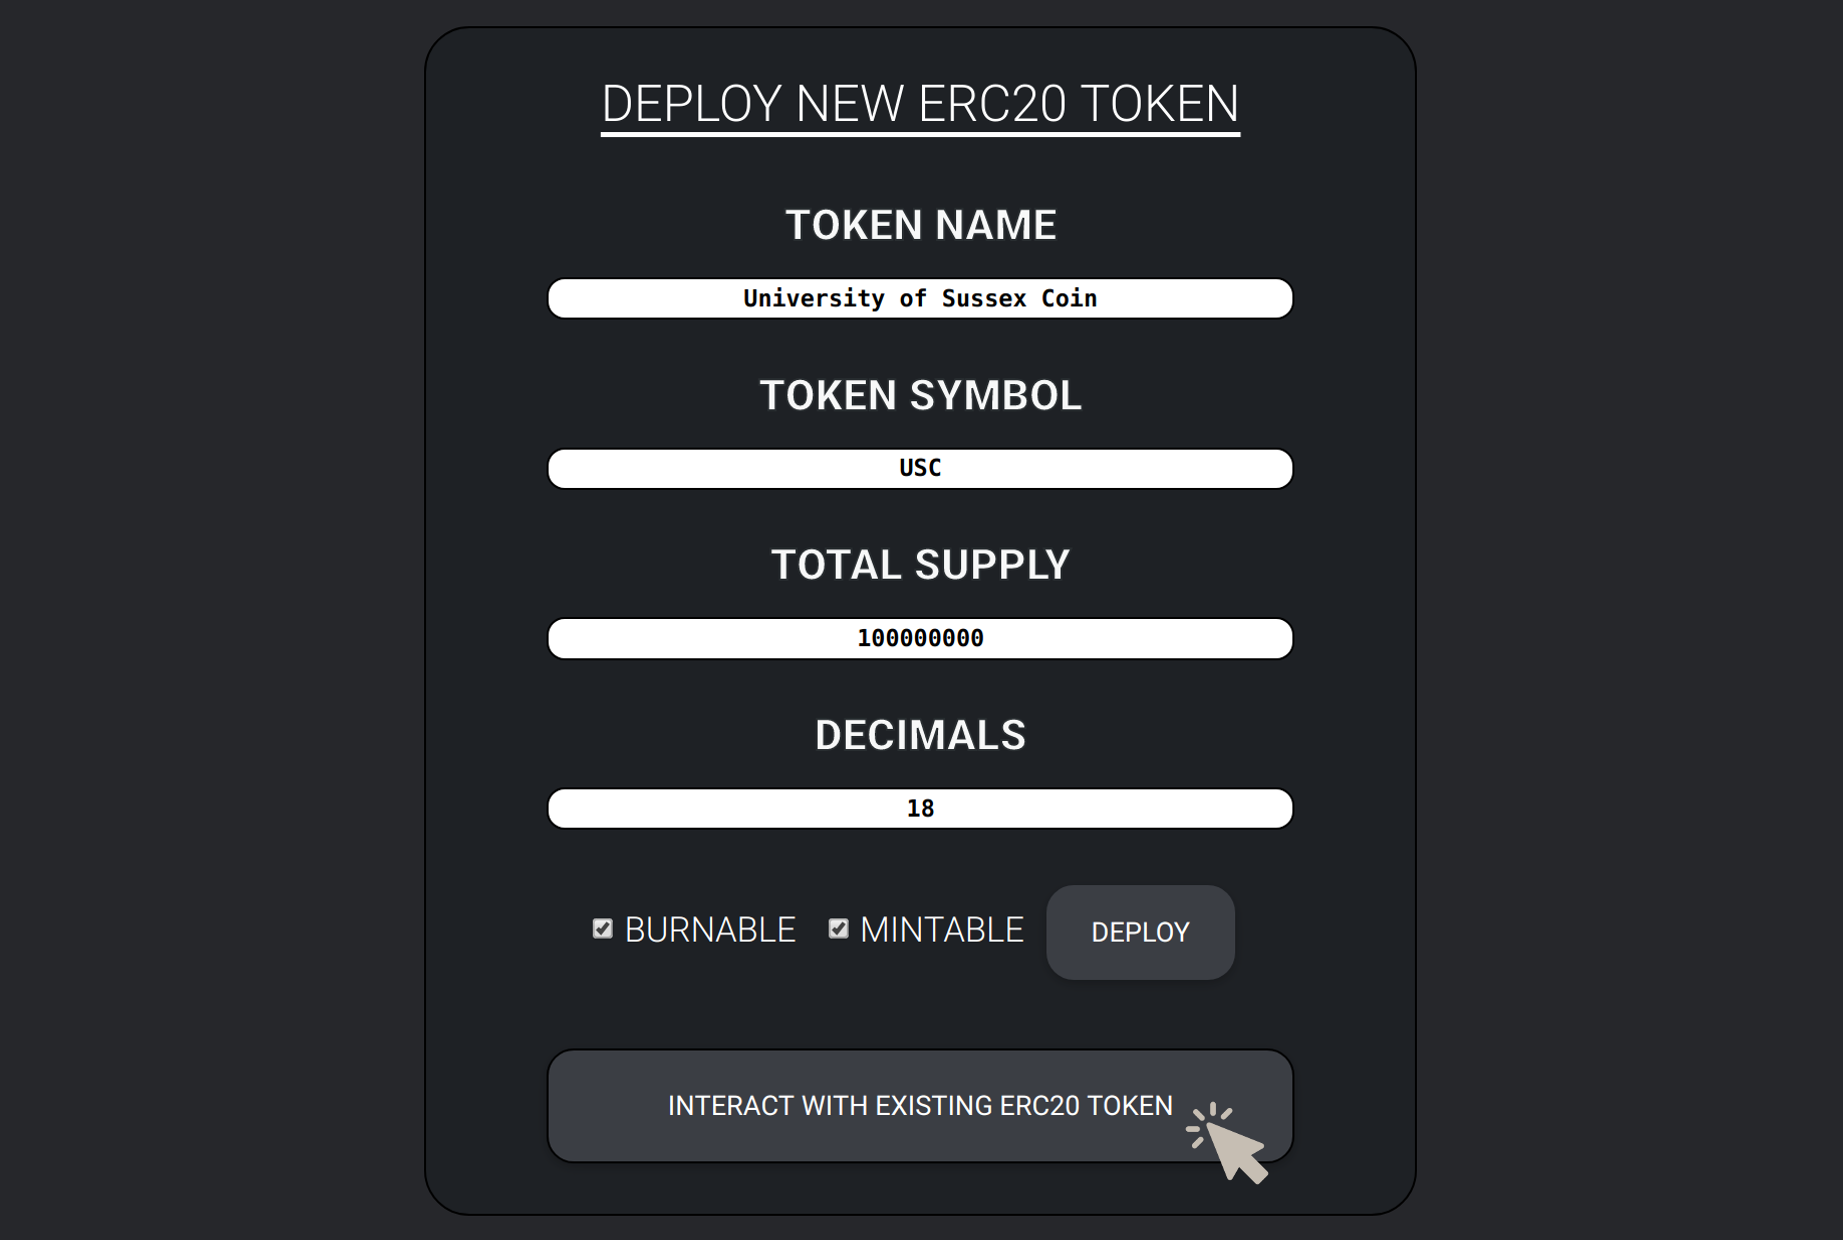 DEPLOY NEW ERC20 TOKEN
TOKEN NAME
University of Sussex Coin
TOKEN SYMBOL
USC
TOTAL SUPPLY
100000000
DECIMALS
18
BURNABLE MINTABLE DEPLOY
INTERACT WITH EXISTING ERC20 TOKEN